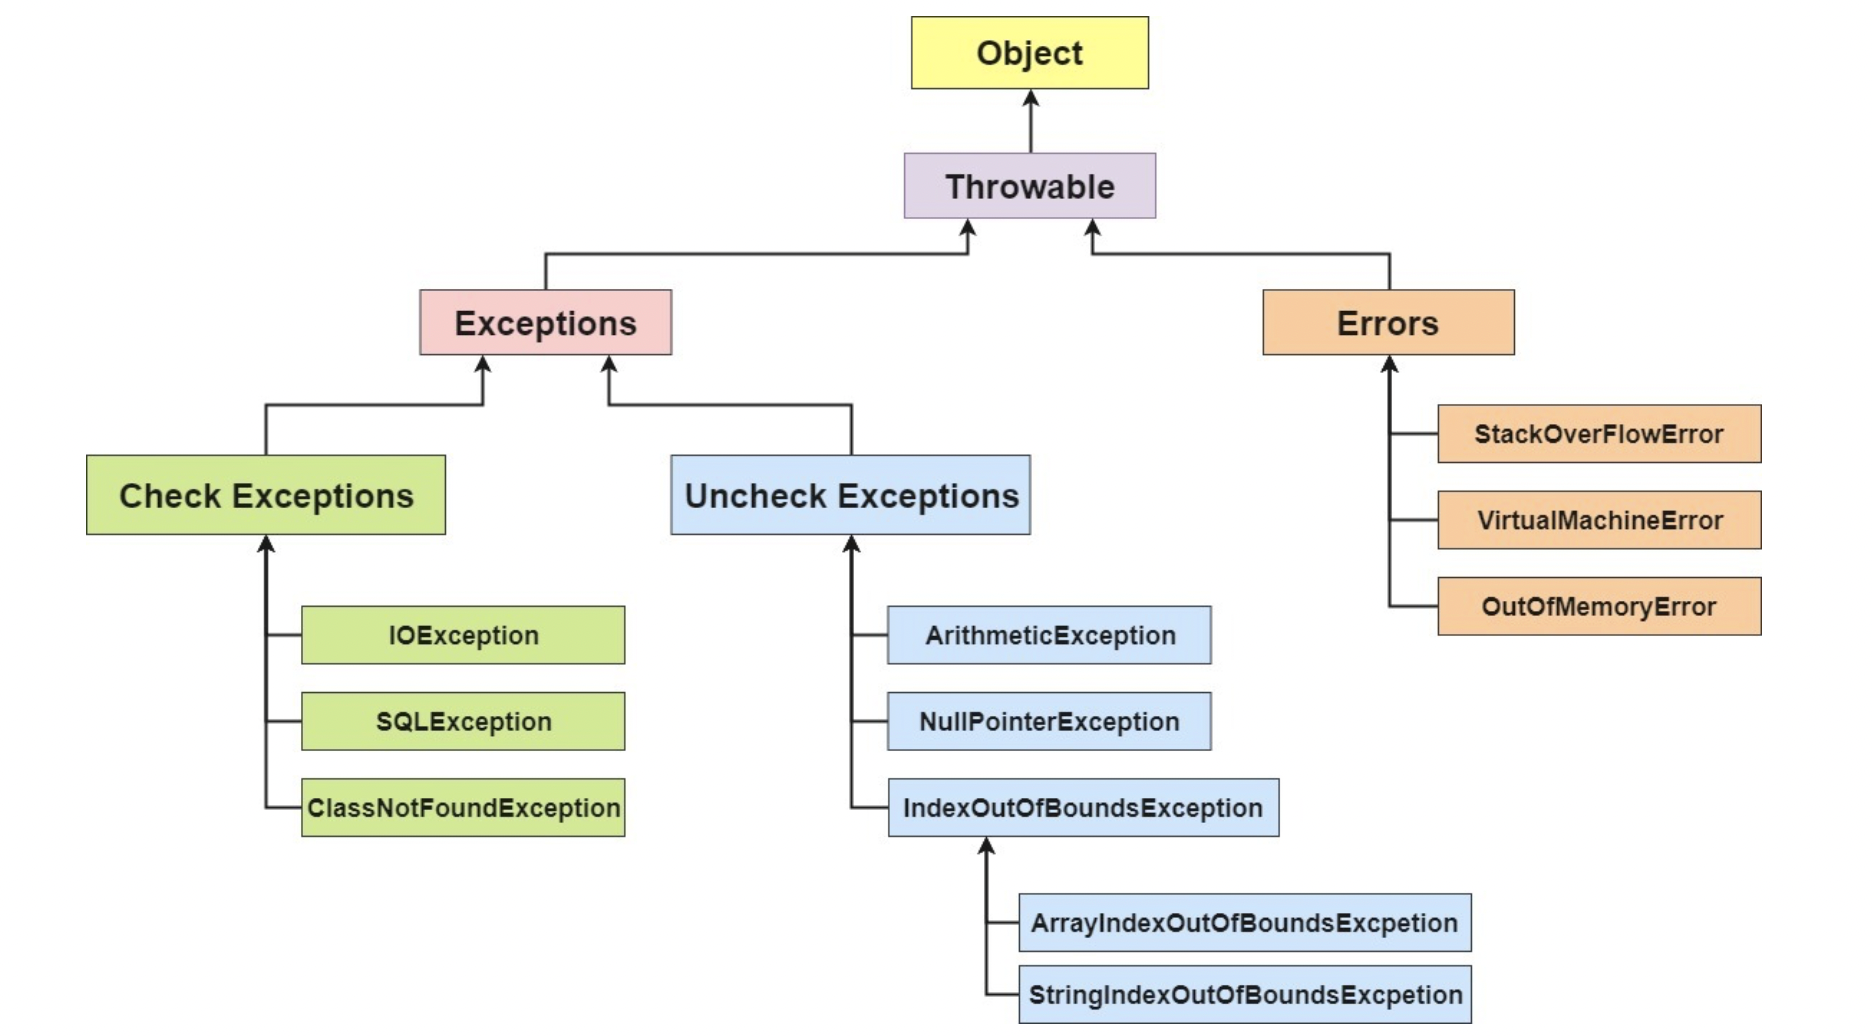 Object
Throwable
Exceptions
Errors
Check Exceptions
Uncheck Exceptions
StackOverFlowError
VirtualMachineError
OutOfMemoryError
IOException
SQLException
ClassNotFoundException
ArithmeticException
NullPointerException
IndexOutOfBoundsException
ArrayIndexOutOfBoundsExcpetion
StringIndexOutOfBoundsExcpetion